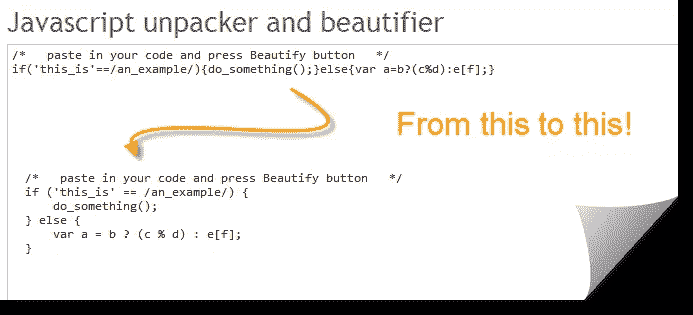 Javascript unpacker and beautifier
/*   paste in your code and press Beautify button   */
if('this_is'==/an_example/){do_something();}else{var a=b?(c%d):e[f];}
From this to this!
/*   paste in your code and press Beautify button   */
if ('this_is' == /an_example/) {
    do_something();
} else {
    var a = b ? (c % d) : e[f];
}